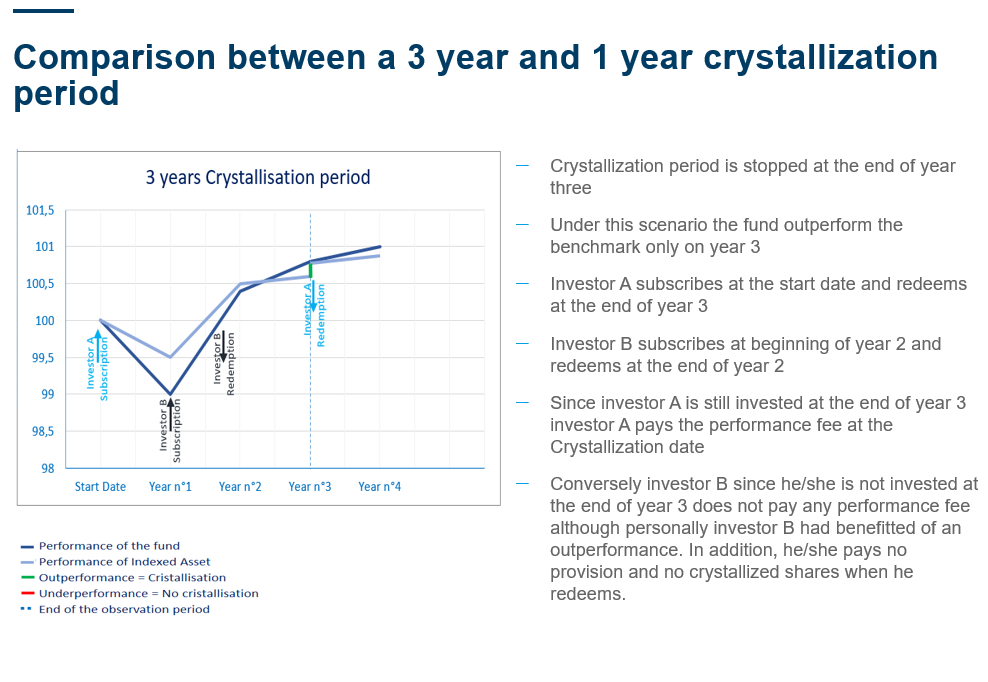 Comparison between a 3 year and 1 year crystallization
period
3 years Crystallisation period
101,5
101
100,5
100
99,5
99
98,5
98
Investor A
Subscription
Investor B
Subscription
Investor B
Redemption
Investor A
Redemption
Start Date
Year n°1
Year n°2
Year n°3
Year n°4
Performance of the fund
Performance of Indexed Asset
Outperformance = Cristallisation
Underperformance = No cristallisation
End of the observation period
— Crystallization period is stopped at the end of year
three
— Under this scenario the fund outperform the
benchmark only on year 3
— Investor A subscribes at the start date and redeems
at the end of year 3
— Investor B subscribes at beginning of year 2 and
redeems at the end of year 2
— Since investor A is still invested at the end of year 3
investor A pays the performance fee at the
Crystallization date
— Conversely investor B since he/she is not invested at
the end of year 3 does not pay any performance fee
although personally investor B had benefitted of an
outperformance. In addition, he/she pays no
provision and no crystallized shares when he
redeems.